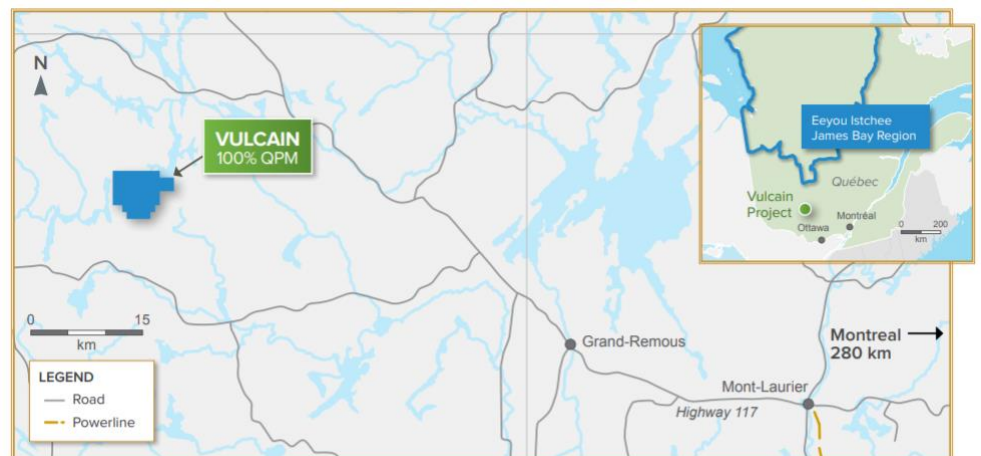 N
VULCAIN
100% QPM
0 15
km
LEGEND
Road
Powerline
Grand-Remous
Mont-Laurier
Highway 117
Montreal
280 km
Eeyou Istchee
James Bay Region
Québec
Vulcain
Project
Ottawa
Montréal
0 200
km